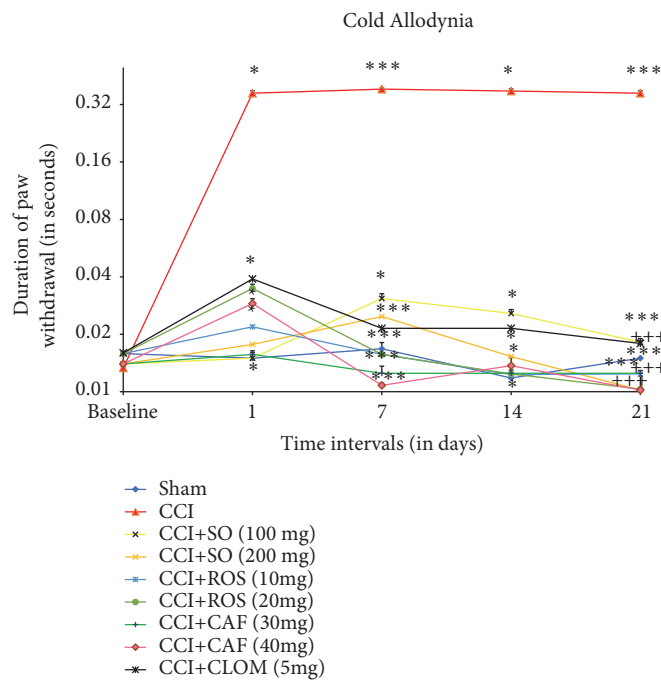 Cold Allodynia
Duration of paw
withdrawal (in seconds)
0.32
0.16
0.08
0.04
0.02
0.01
* *** * ***
* * * ***
*** * +++
*** * ***
* *** * +++
Baseline 1 7 14 21
Time intervals (in days)
Sham
CCI
CCI+SO (100 mg)
CCI+SO (200 mg)
CCI+ROS (10mg)
CCI+ROS (20mg)
CCI+CAF (30mg)
CCI+CAF (40mg)
CCI+CLOM (5mg)